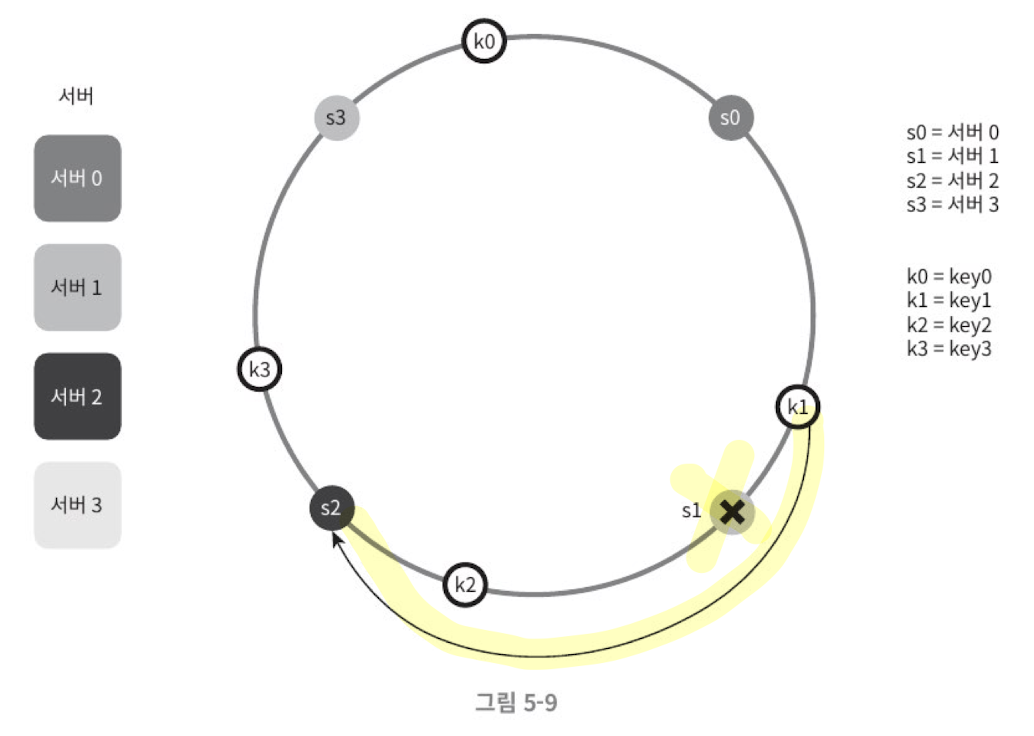 서버
서버 0
서버 1
서버 2
서버 3
k0
s3
s0
k3
k1
s2
s1
k2
s0 = 서버 0
s1 = 서버 1
s2 = 서버 2
s3 = 서버 3
k0 = key0
k1 = key1
k2 = key2
k3 = key3
그림 5-9